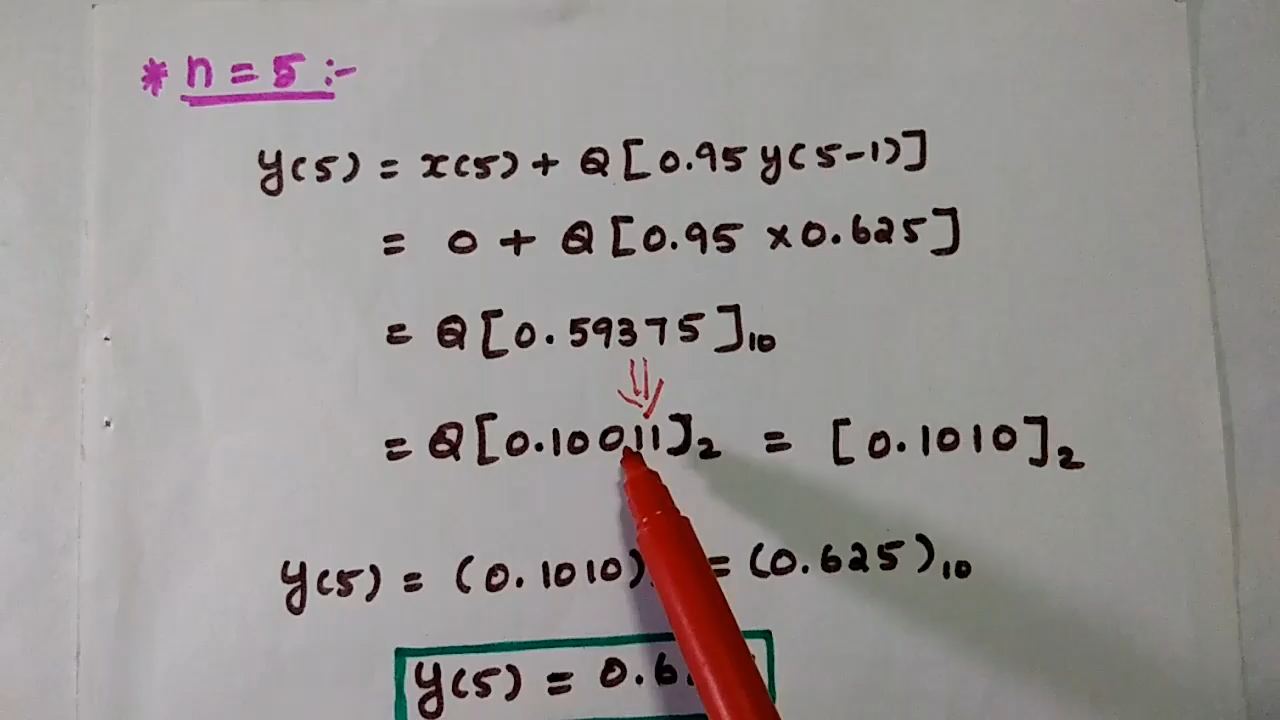 * n = 5 :-
y(5) = x(5) + Q[0.95 y(5-1)]
= 0 + Q[0.95 × 0.625]
= Q[0.59375]₁₀
⇓
= Q[0.10011]₂ = [0.1010]₂
y(5) = (0.1010) = (0.625)₁₀
y(5) = 0.6